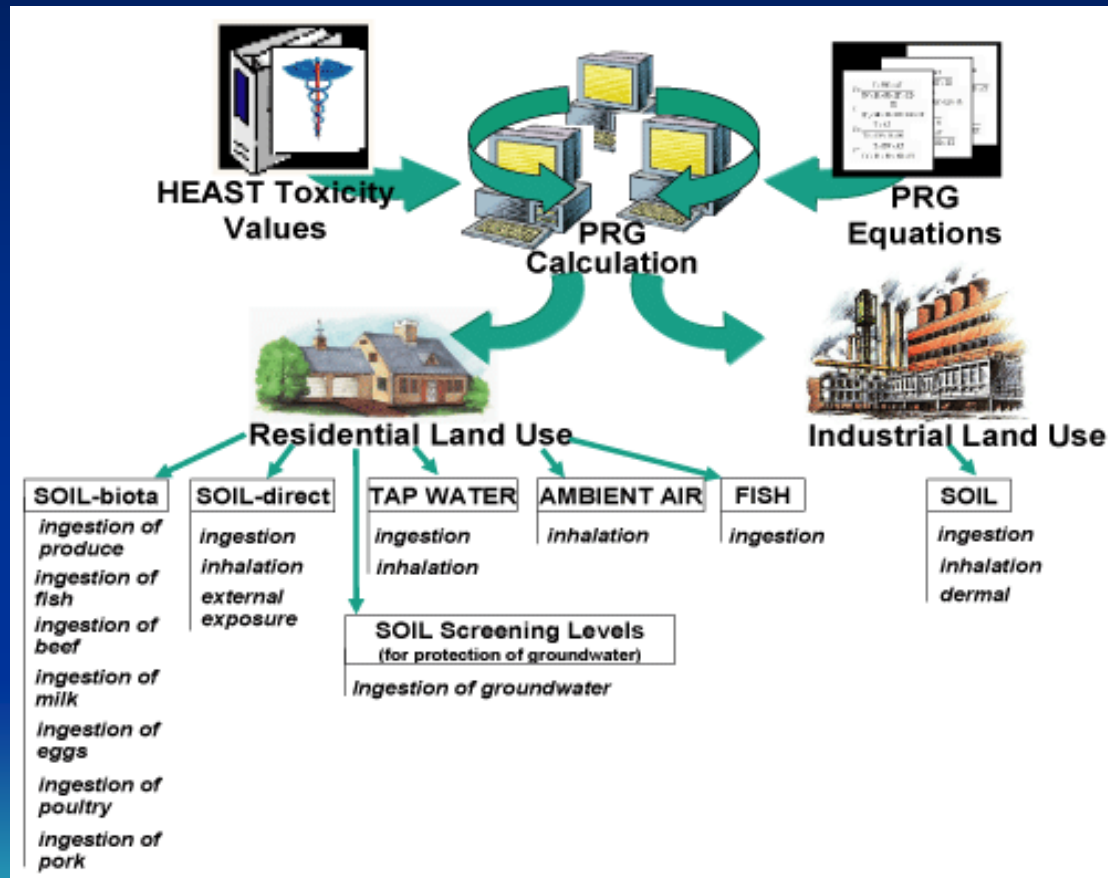 HEAST Toxicity
Values
PRG
Calculation
PRG
Equations
Residential Land Use
Industrial Land Use
SOIL-biota
ingestion of
produce
ingestion of
fish
ingestion of
beef
ingestion of
milk
ingestion of
eggs
ingestion of
poultry
ingestion of
pork
SOIL-direct
ingestion
inhalation
external
exposure
TAP WATER
ingestion
inhalation
SOIL Screening Levels
(for protection of groundwater)
Ingestion of groundwater
AMBIENT AIR
inhalation
FISH
ingestion
SOIL
ingestion
inhalation
dermal